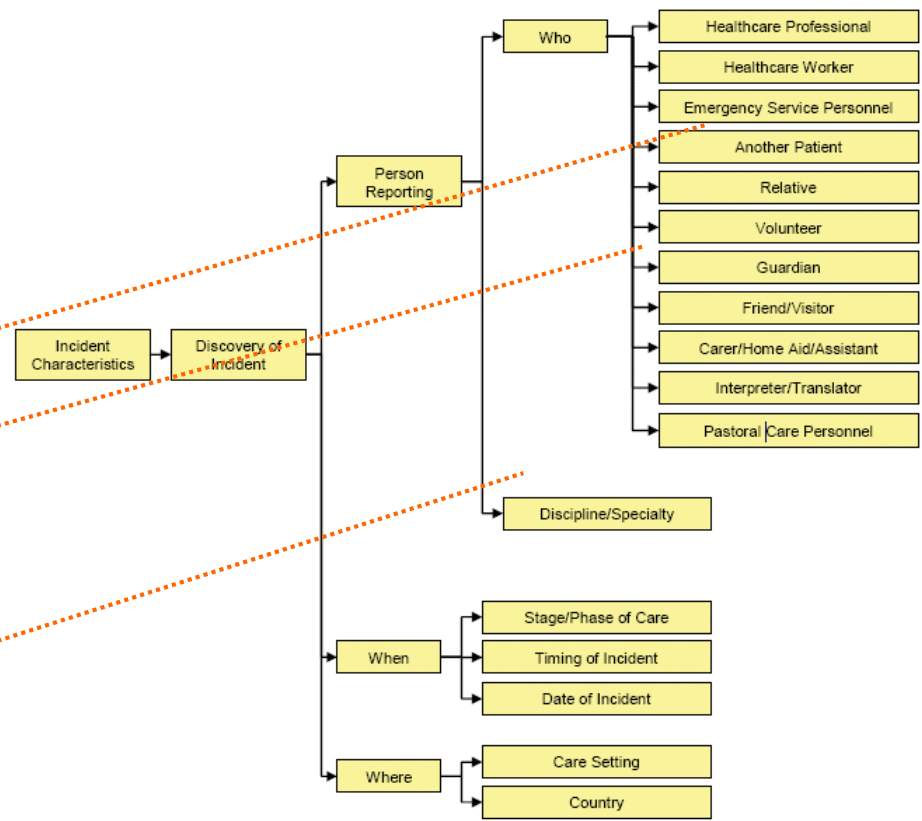 Who
Healthcare Professional
Healthcare Worker
Emergency Service Personnel
Another Patient
Relative
Volunteer
Guardian
Friend/Visitor
Carer/Home Aid/Assistant
Interpreter/Translator
Pastoral Care Personnel
Person
Reporting
Incident
Characteristics
Discovery of
Incident
Discipline/Specialty
When
Stage/Phase of Care
Timing of Incident
Date of Incident
Where
Care Setting
Country